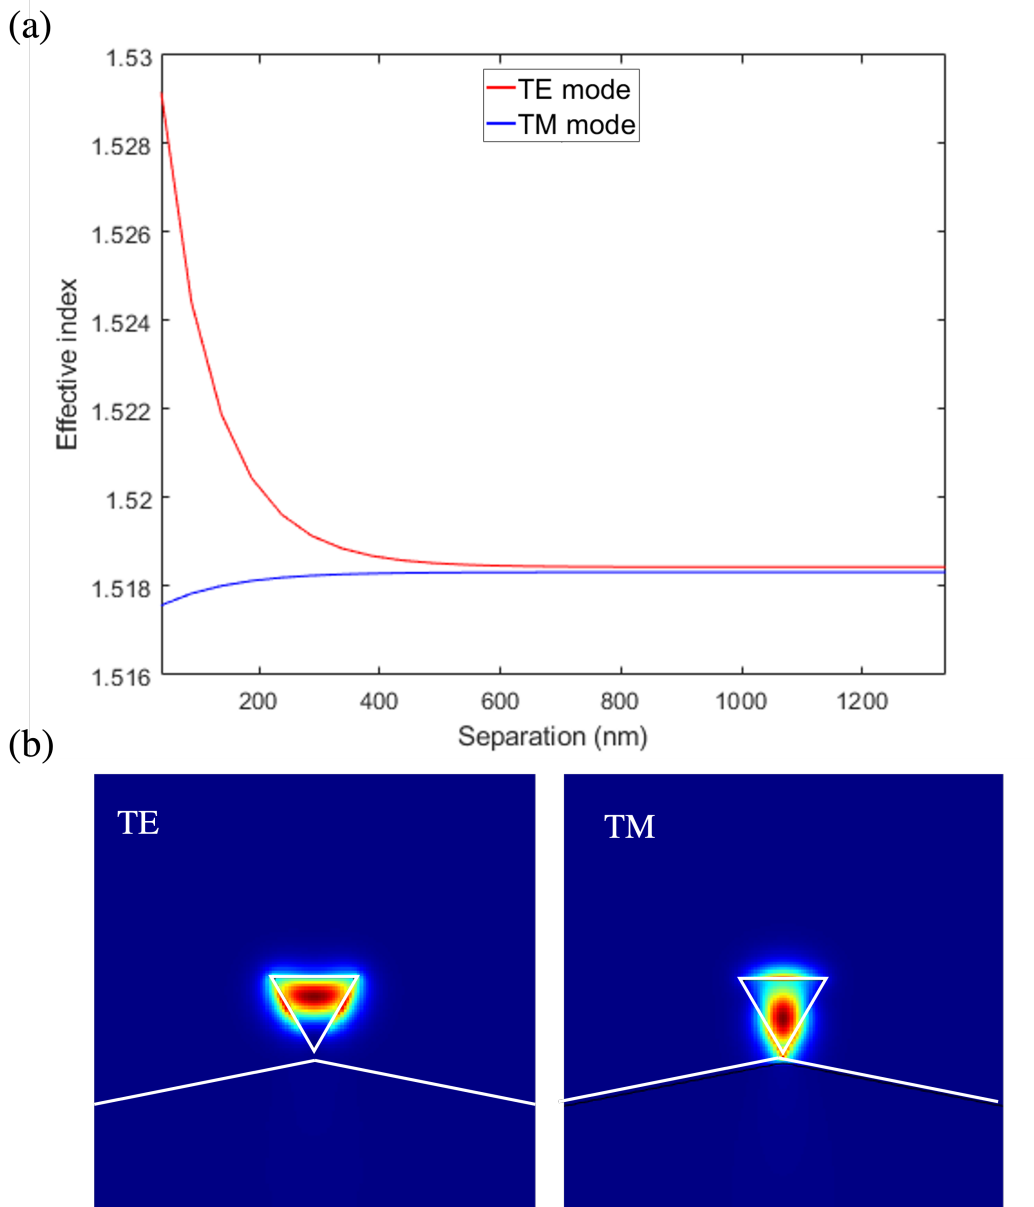 (a)
1.53
1.528
1.526
1.524
1.522
1.52
1.518
1.516
Effective index
TE mode
TM mode
200 400 600 800 1000 1200
Separation (nm)
(b)
TE
TM